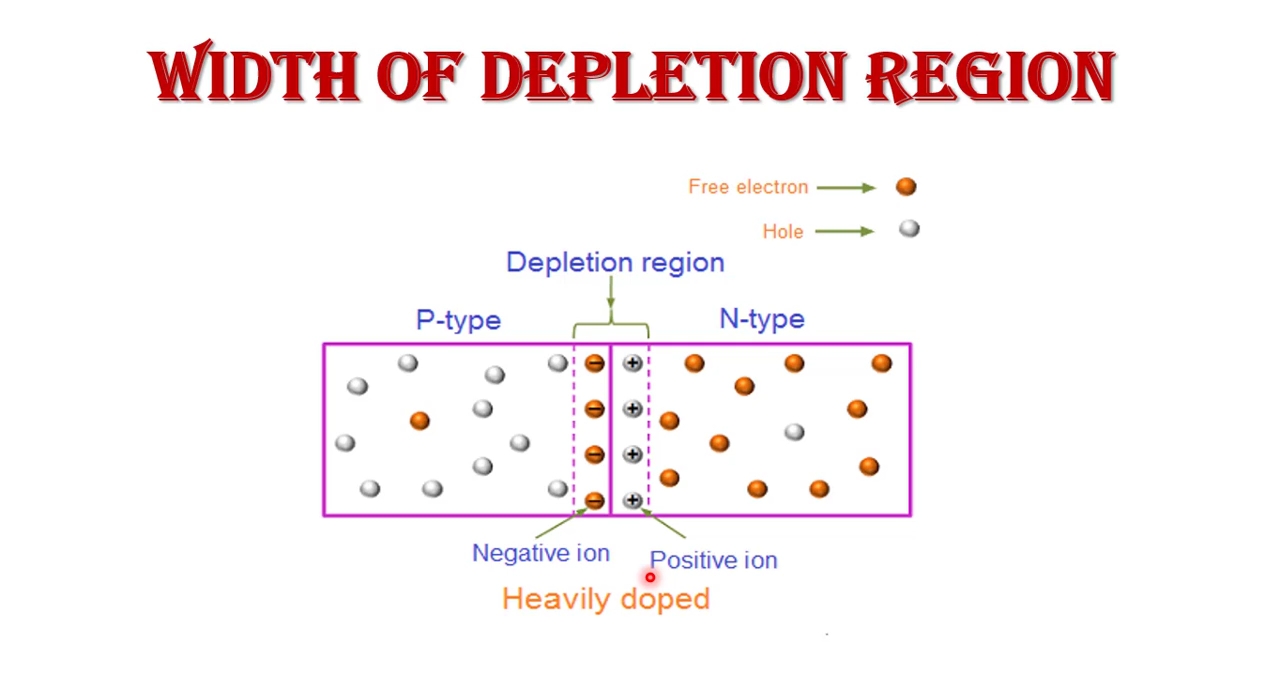 WIDTH OF DEPLETION REGION
Free electron
Hole
Depletion region
P-type
N-type
Negative ion
Positive ion
Heavily doped